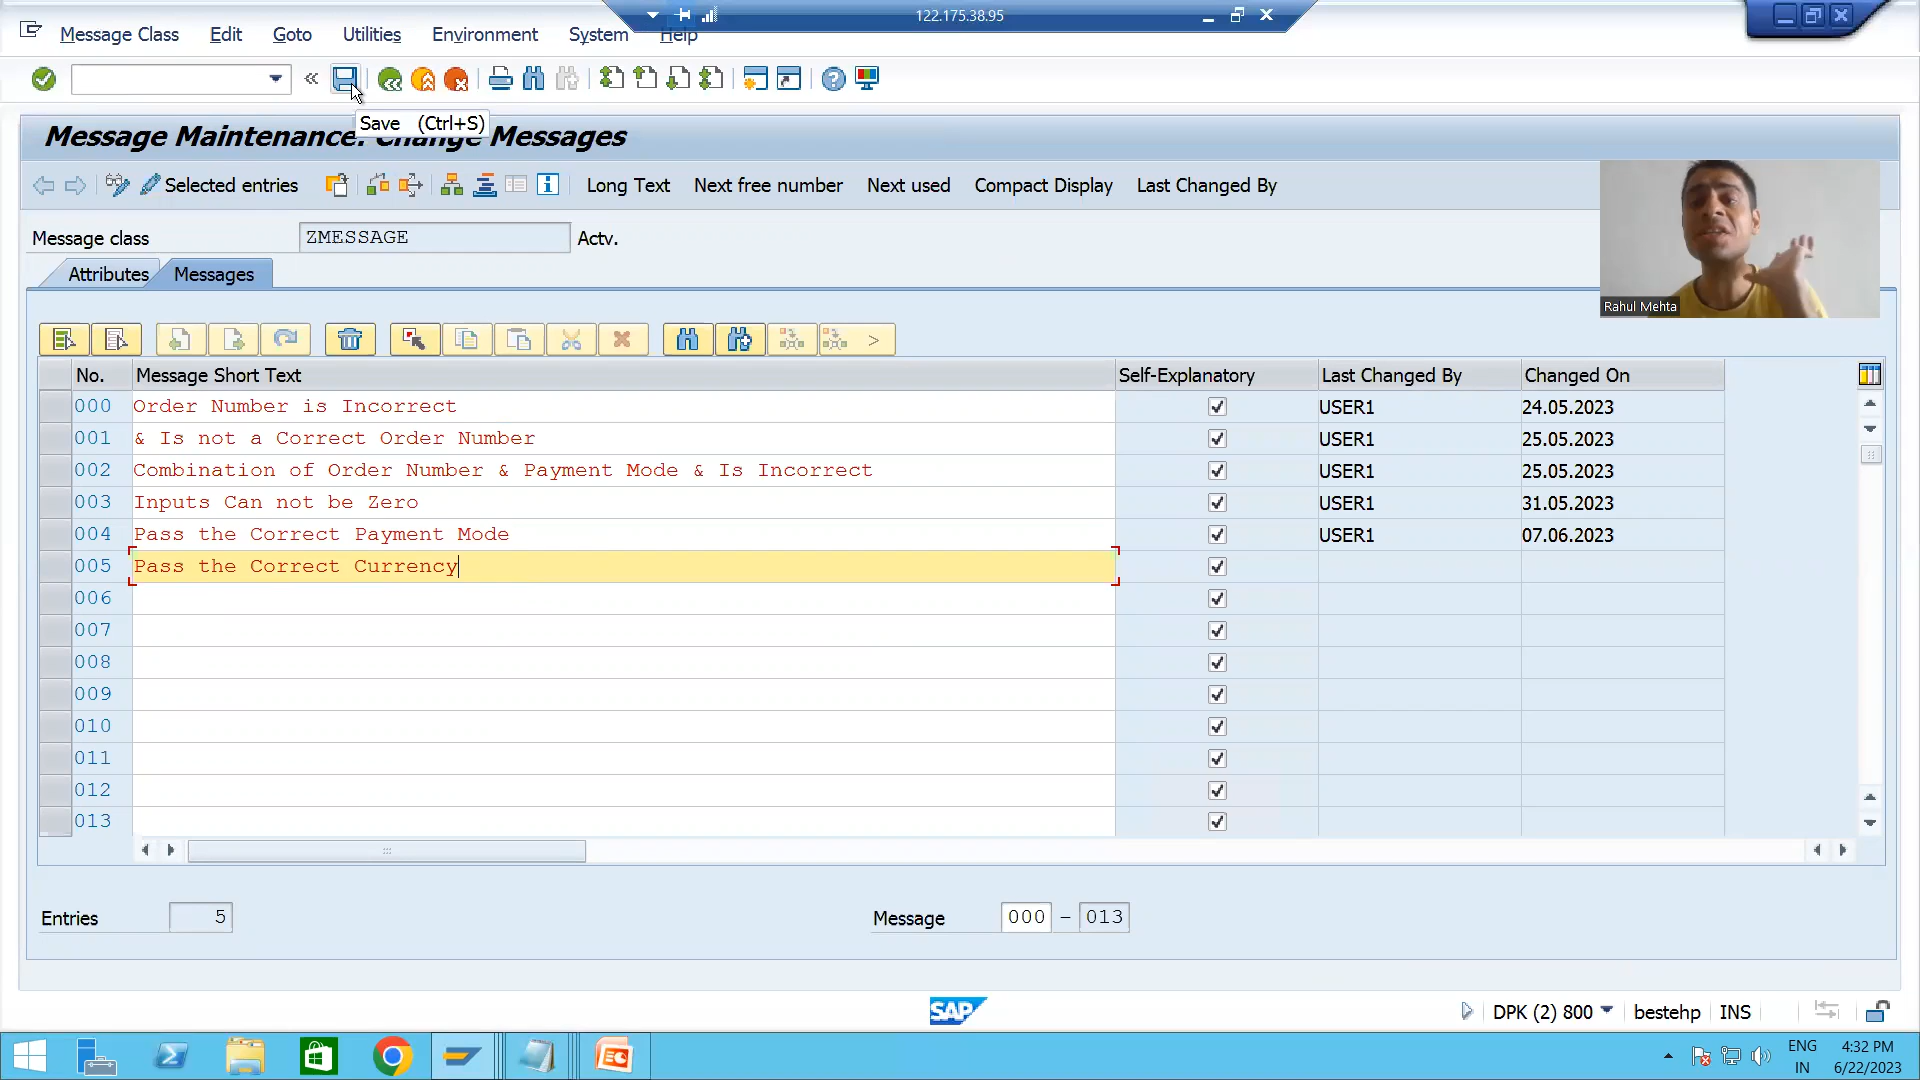 122.175.38.95
Message Class Edit Goto Utilities Environment System Help
Save (Ctrl+S)
Message Maintenance: Change Messages
Selected entries Long Text Next free number Next used Compact Display Last Changed By
Message class ZMESSAGE Actv.
Rahul Mehta
Attributes Messages
No. Message Short Text Self-Explanatory Last Changed By Changed On
000 Order Number is Incorrect USER1 24.05.2023
001 & Is not a Correct Order Number USER1 25.05.2023
002 Combination of Order Number & Payment Mode & Is Incorrect USER1 25.05.2023
003 Inputs Can not be Zero USER1 31.05.2023
004 Pass the Correct Payment Mode USER1 07.06.2023
005 Pass the Correct Currency
006
007
008
009
010
011
012
013
Entries 5 Message 000 - 013
SAP DPK (2) 800 bestehp INS
ENG 4:32 PM
IN 6/22/2023